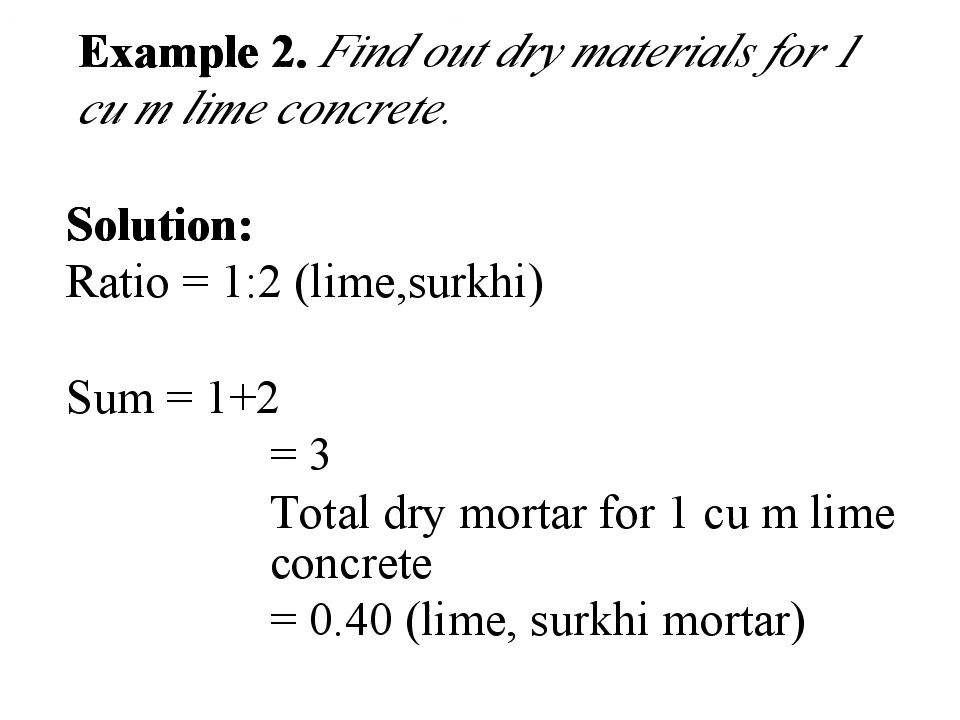 Example 2. Find out dry materials for 1
cu m lime concrete.
Solution:
Ratio = 1:2 (lime,surkhi)
Sum = 1+2
= 3
Total dry mortar for 1 cu m lime
concrete
= 0.40 (lime, surkhi mortar)